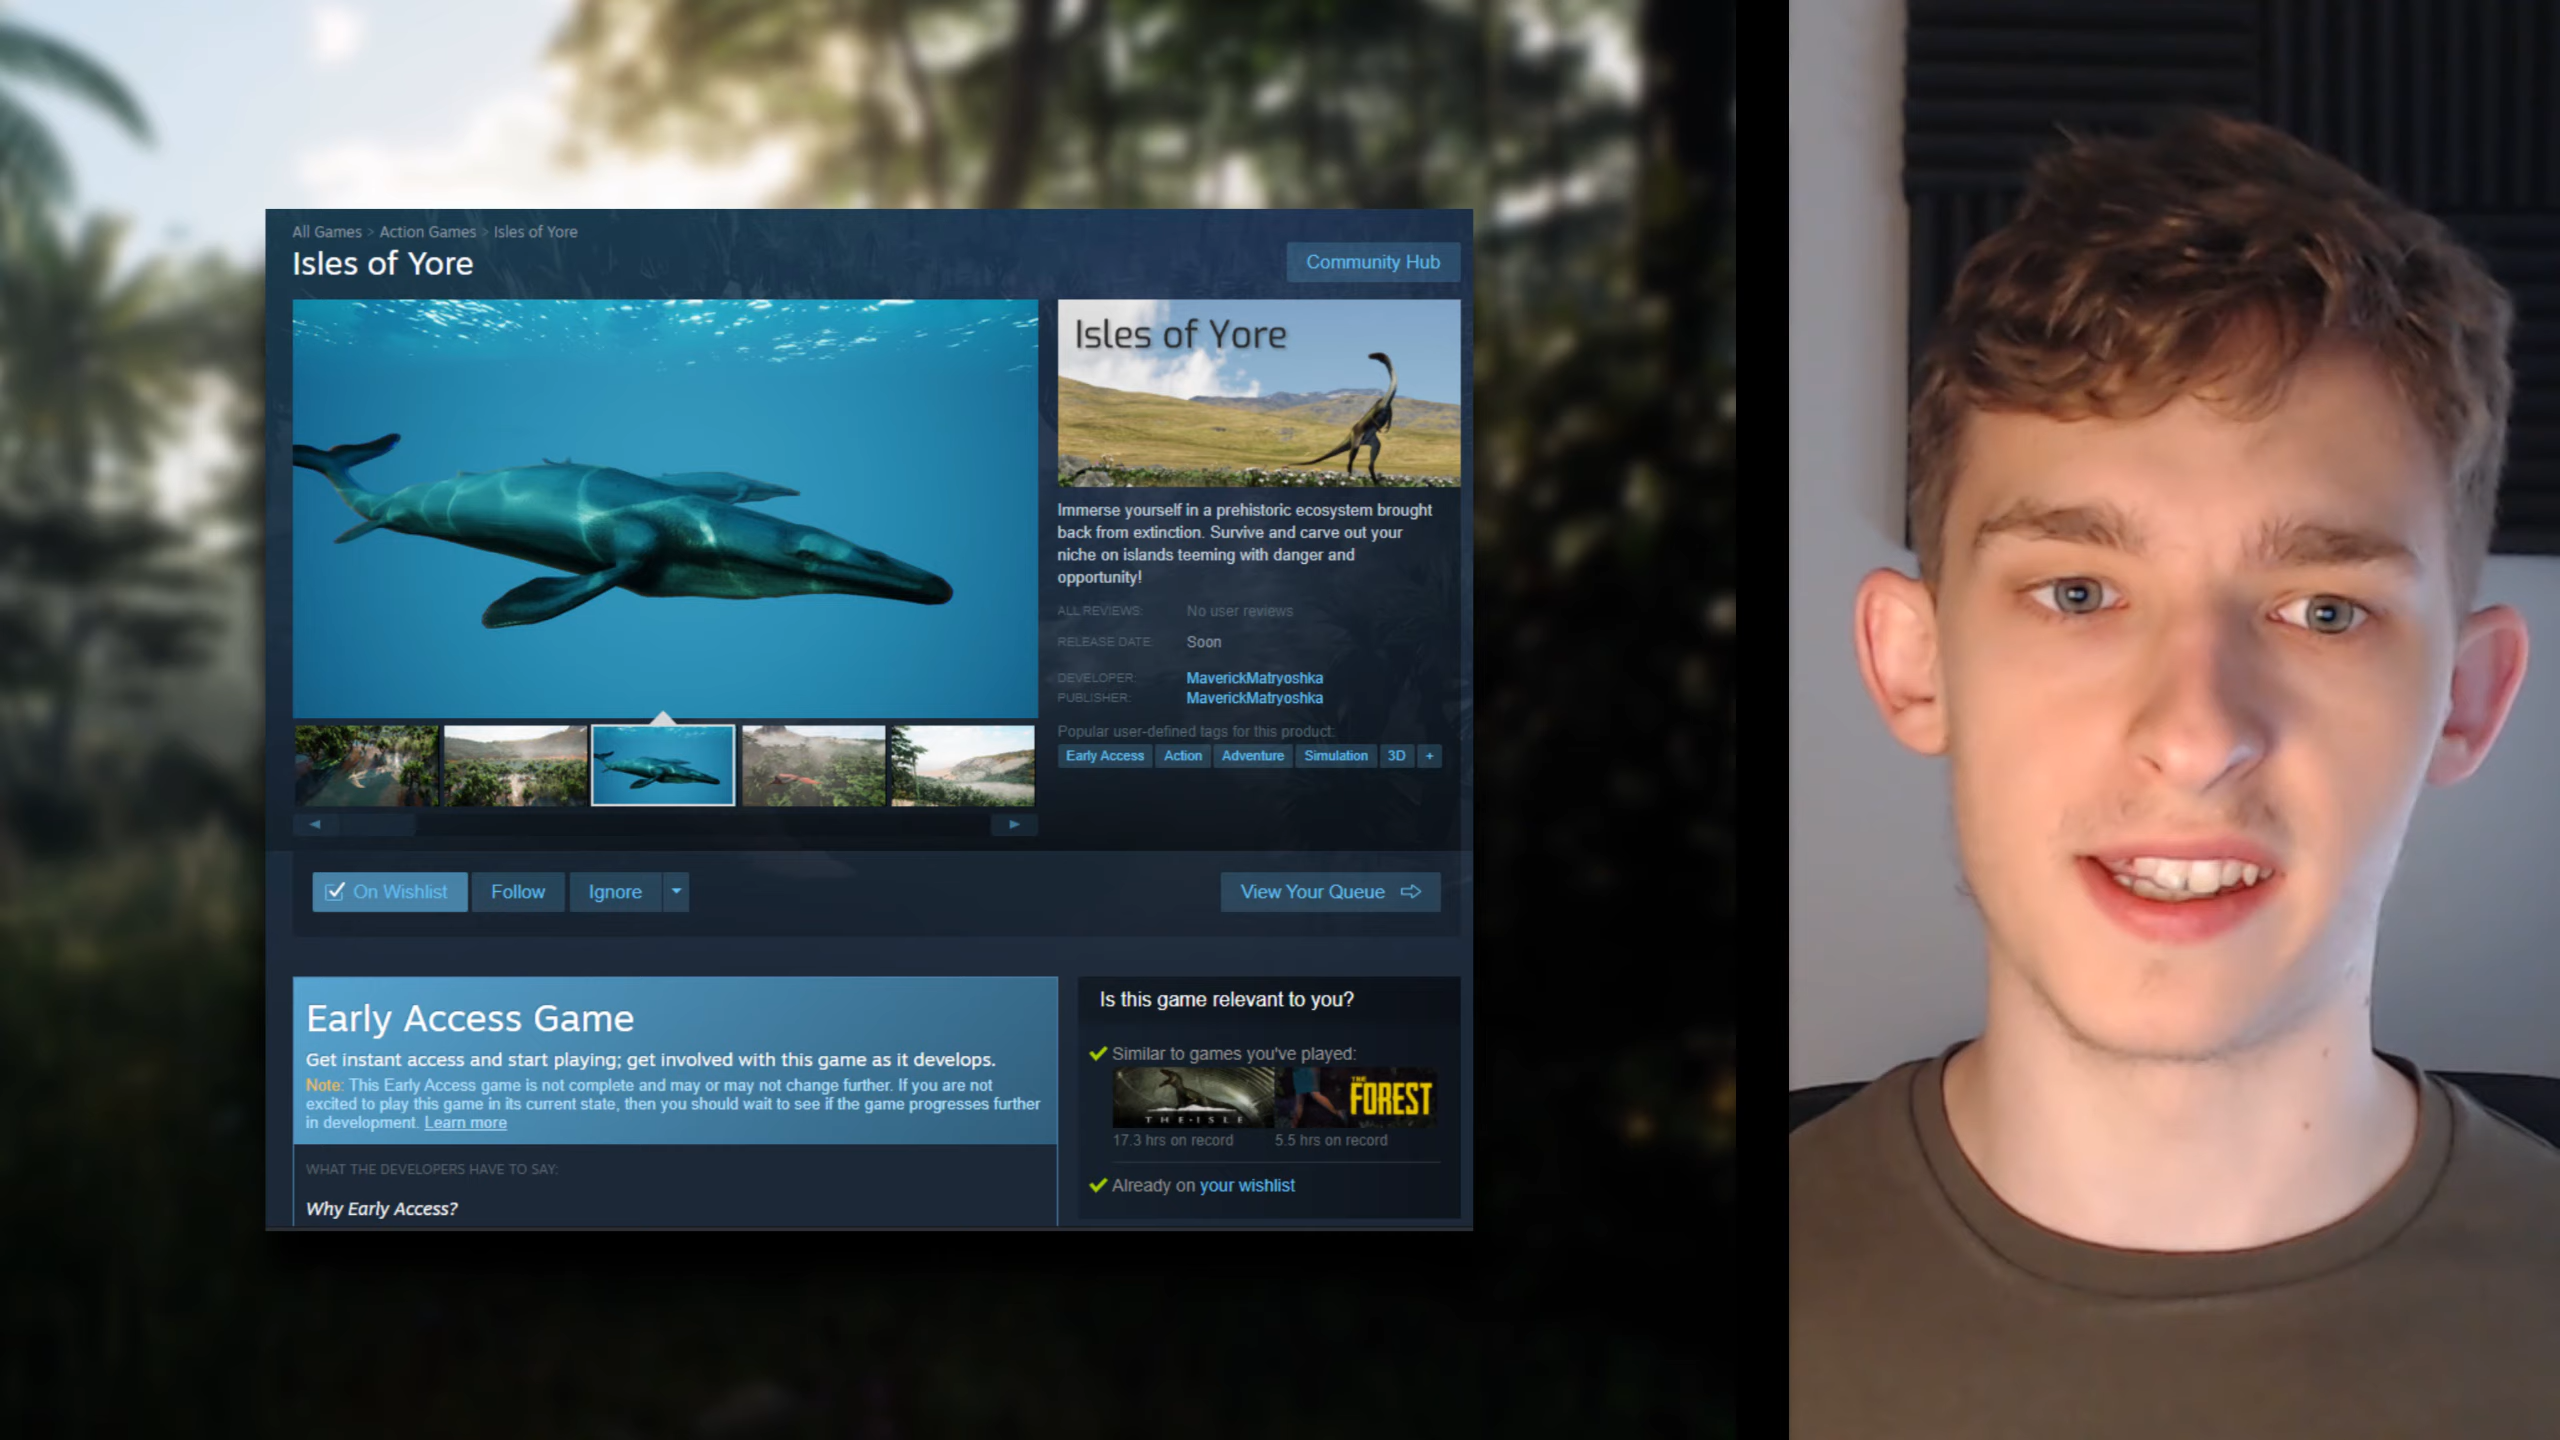 All Games > Action Games > Isles of Yore
Isles of Yore
Community Hub
Isles of Yore
Immerse yourself in a prehistoric ecosystem brought
back from extinction. Survive and carve out your
niche on islands teeming with danger and
opportunity!
ALL REVIEWS: No user reviews
RELEASE DATE: Soon
DEVELOPER: MaverickMatryoshka
PUBLISHER: MaverickMatryoshka
Popular user-defined tags for this product:
Early Access Action Adventure Simulation 3D +
On Wishlist Follow Ignore View Your Queue
Early Access Game
Get instant access and start playing; get involved with this game as it develops.
Note: This Early Access game is not complete and may or may not change further. If you are not
excited to play this game in its current state, then you should wait to see if the game progresses further
in development. Learn more
WHAT THE DEVELOPERS HAVE TO SAY:
Why Early Access?
Is this game relevant to you?
Similar to games you've played:
THE·ISLE
THE FOREST
17.3 hrs on record 5.5 hrs on record
Already on your wishlist